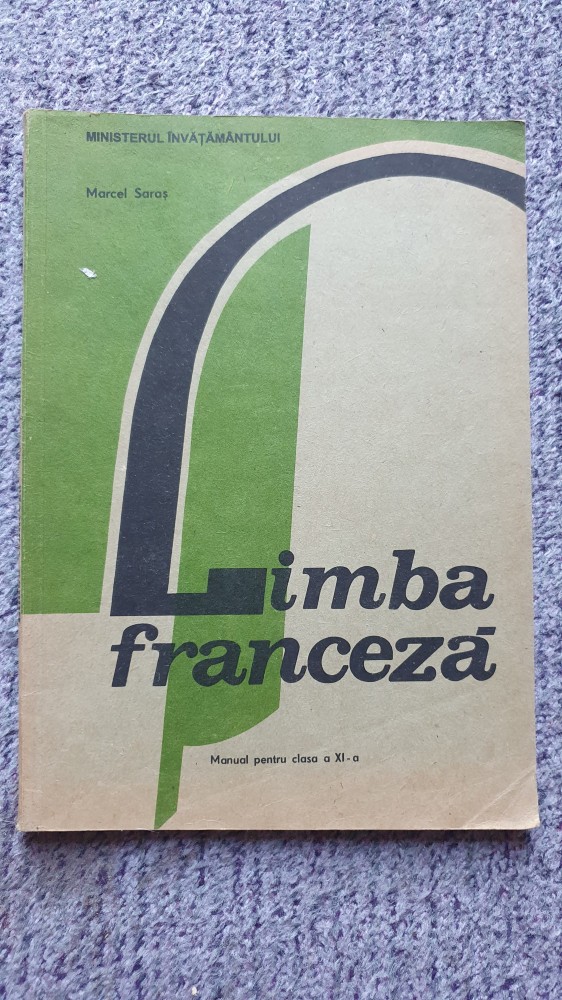 MINISTERUL ÎNVĂȚĂMÂNTULUI
Marcel Saraș
Limba
franceză
Manual pentru clasa a XI-a